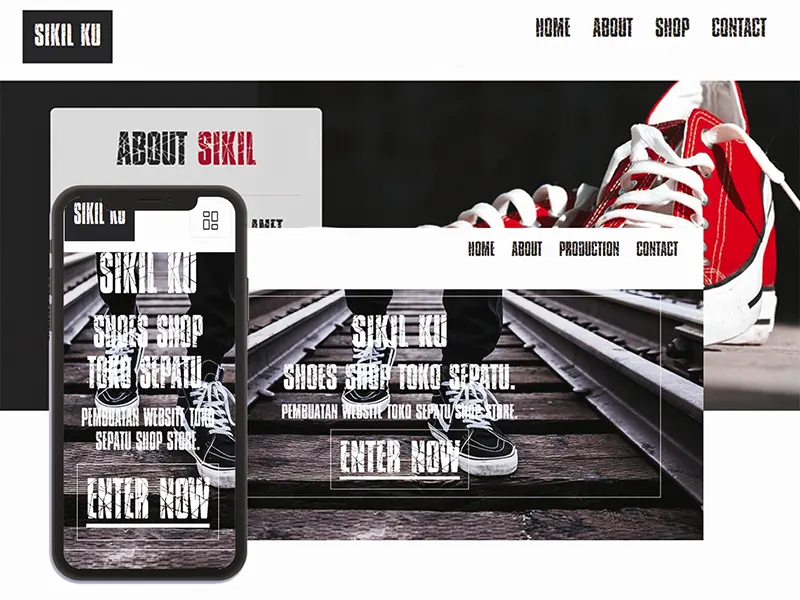 SIKIL KU
HOME ABOUT SHOP CONTACT
ABOUT SIKIL
AMET
HOME ABOUT PRODUCTION CONTACT
SIKIL KU
SHOES SHOP TOKO SEPATU.
PEMBUATAN WEBSITE TOKO SEPATU SHOP STORE.
ENTER NOW
SIKIL KU
SIKIL KU
SHOES SHOP
TOKO SEPATU.
PEMBUATAN WEBSITE TOKO
SEPATU SHOP STORE.
ENTER NOW